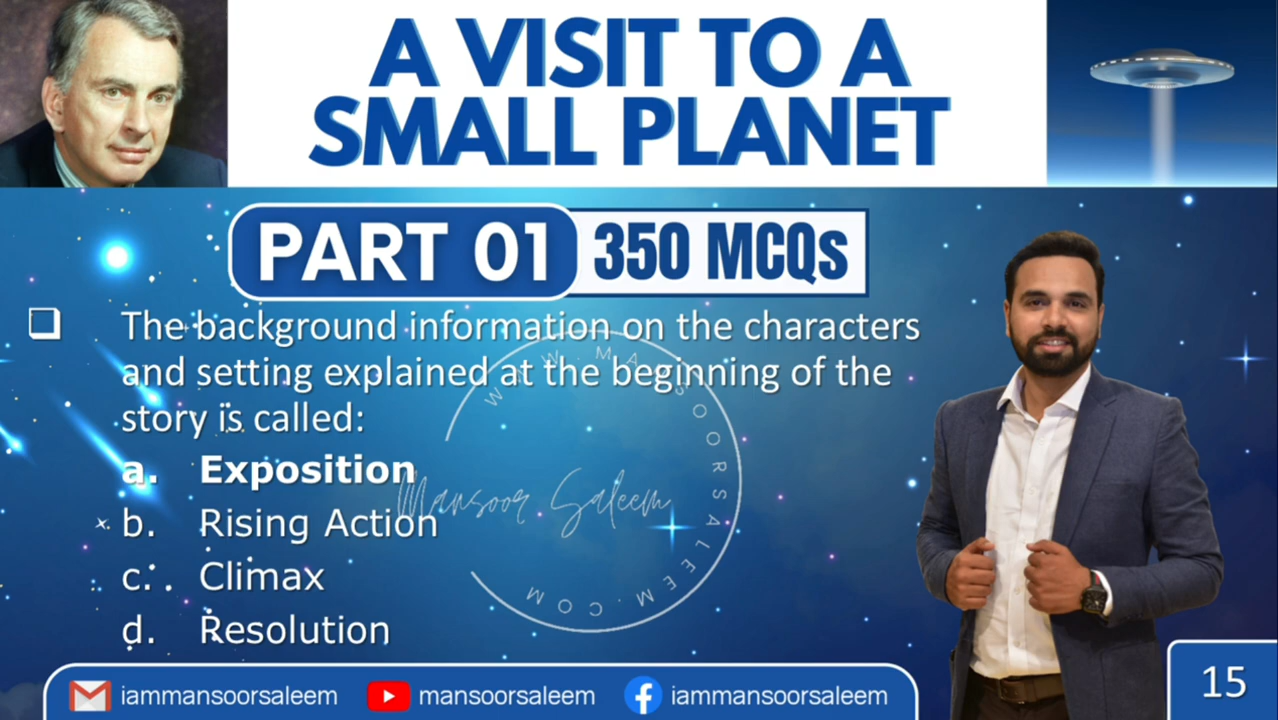 A VISIT TO A
SMALL PLANET
PART 01 350 MCQs
❑ The background information on the characters
and setting explained at the beginning of the
story is called:
a. Exposition
b. Rising Action
c. Climax
d. Resolution
WWW.MANSOORSALEEM.COM
Mansoor Saleem
iammansoorsaleem mansoorsaleem iammansoorsaleem
15